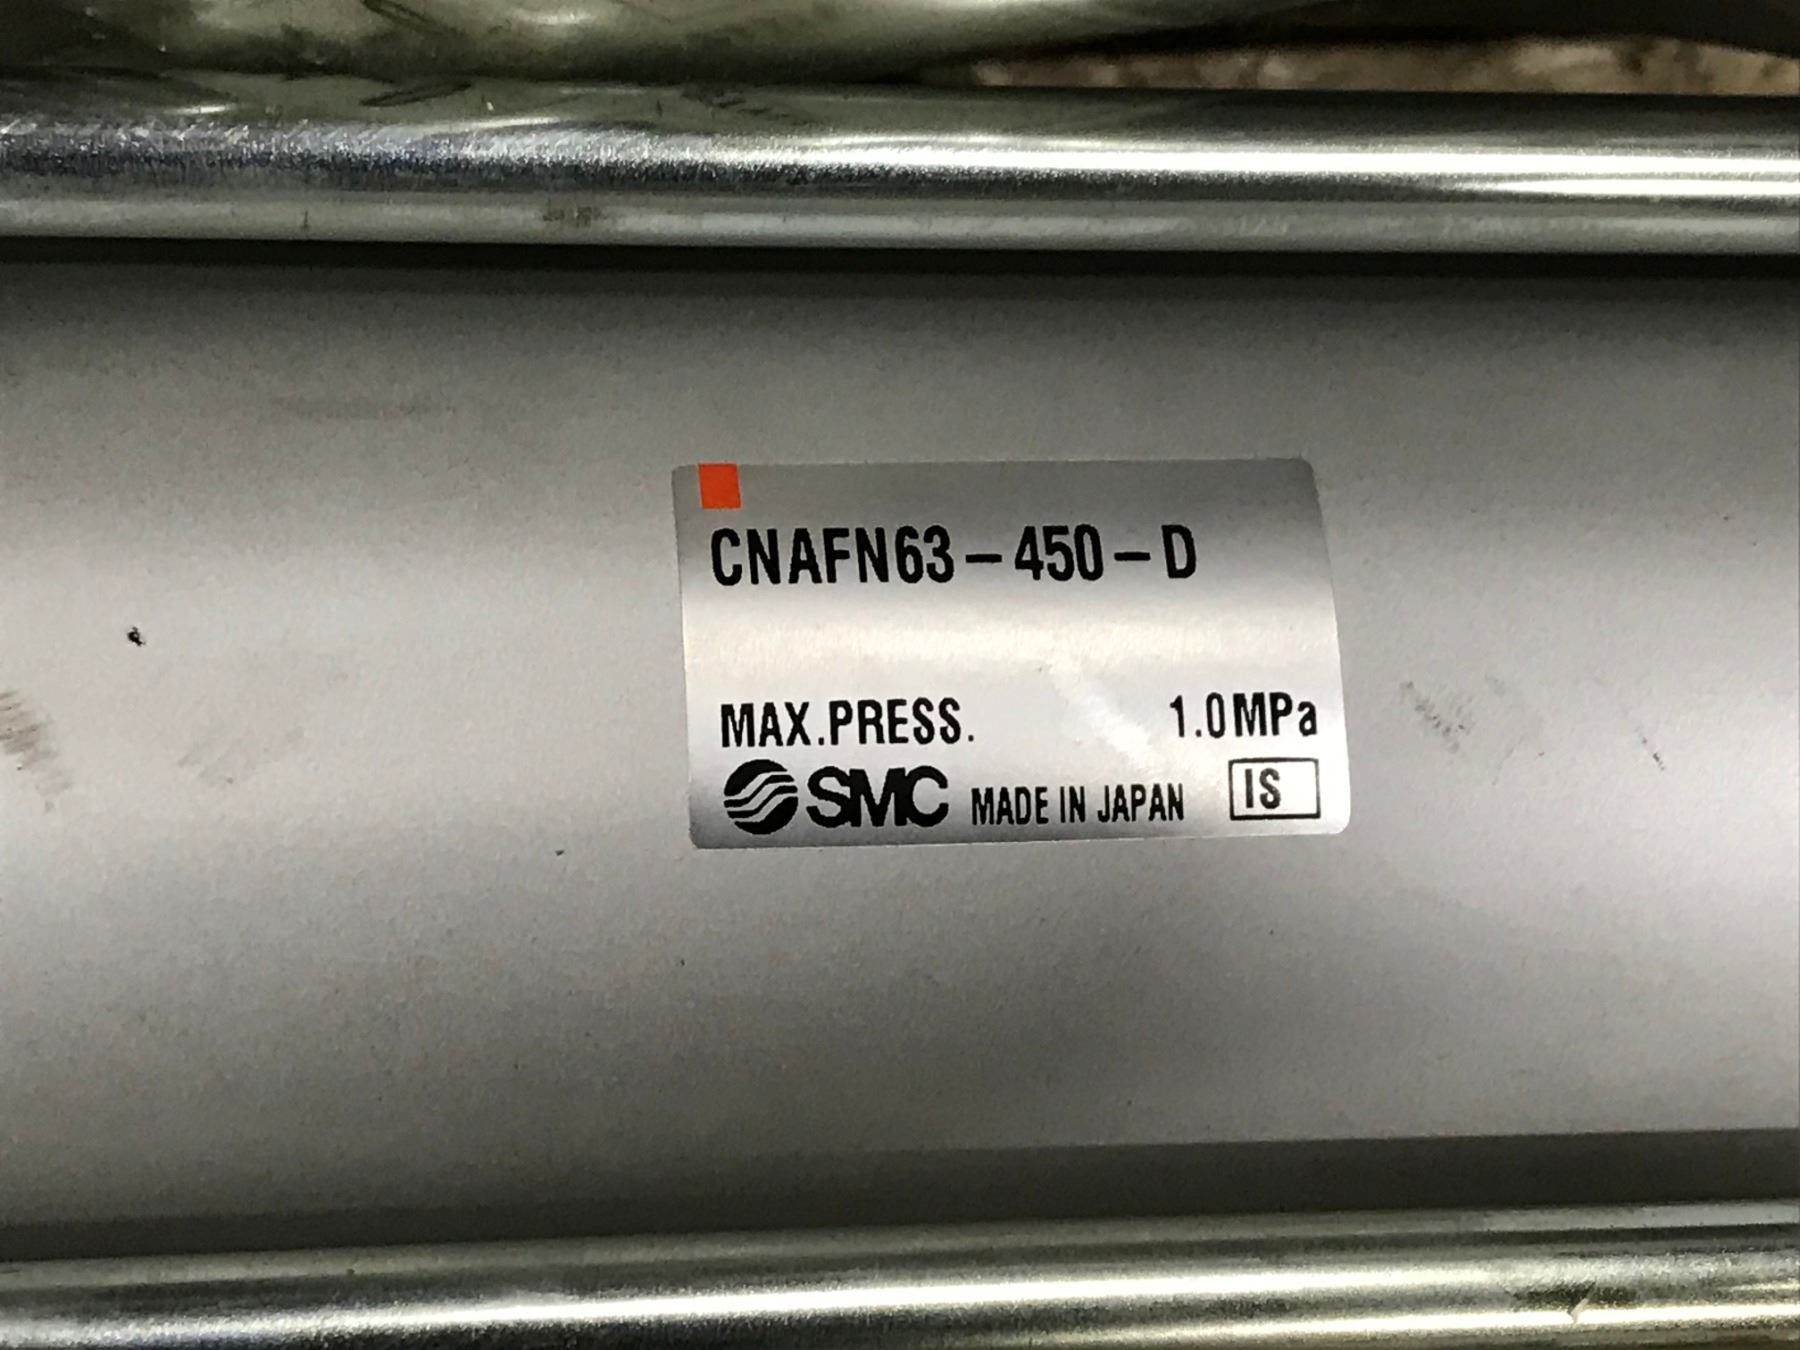 CNAFN63-450-D
MAX.PRESS. 1.0MPa
SMC MADE IN JAPAN IS